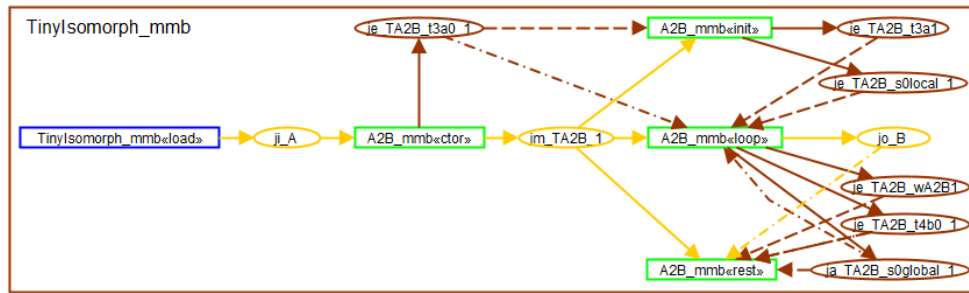 TinyIsomorph_mmb
je_TA2B_t3a0_1
A2B_mmb«init»
je_TA2B_t3a1
je_TA2B_s0local_1
TinyIsomorph_mmb«load»
ji_A
A2B_mmb«ctor»
jm_TA2B_1
A2B_mmb«loop»
jo_B
je_TA2B_wA2B1
je_TA2B_t4b0_1
A2B_mmb«rest»
ja_TA2B_s0global_1